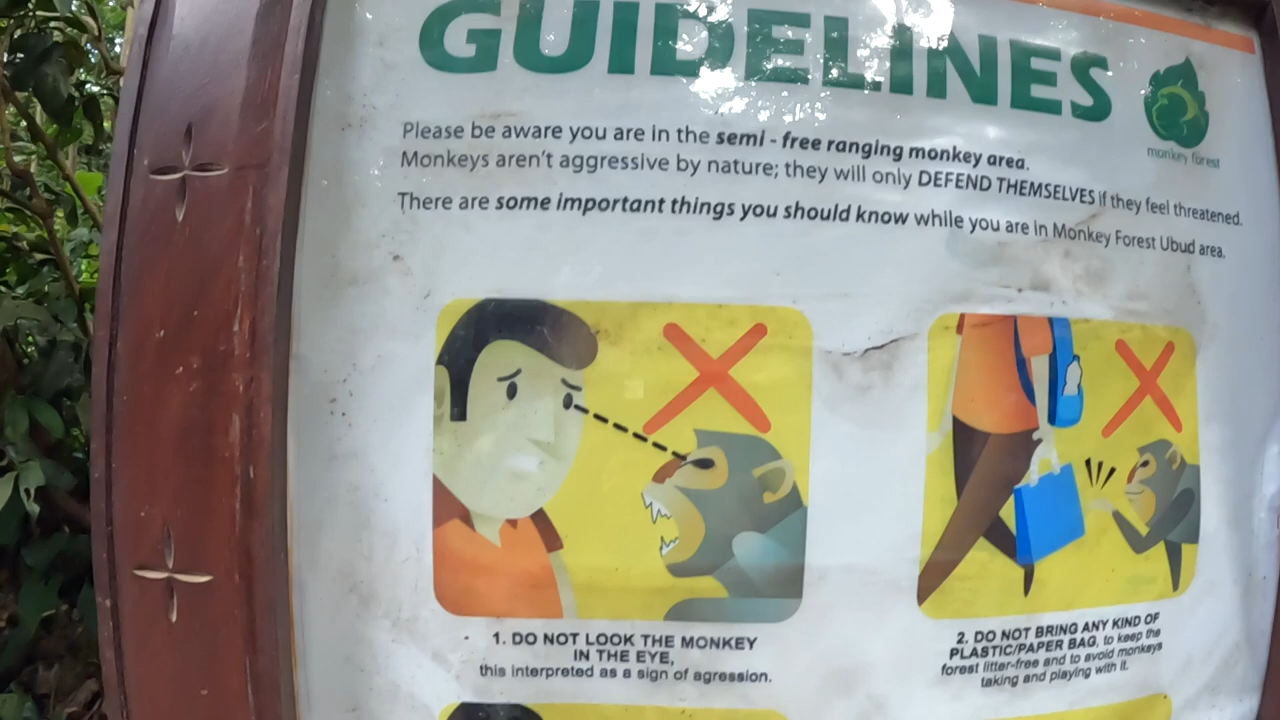 GUIDELINES
monkey forest
Please be aware you are in the semi - free ranging monkey area.
Monkeys aren't aggressive by nature; they will only DEFEND THEMSELVES if they feel threatened.
There are some important things you should know while you are in Monkey Forest Ubud area.
1. DO NOT LOOK THE MONKEY
IN THE EYE,
this interpreted as a sign of agression.
2. DO NOT BRING ANY KIND OF
PLASTIC/PAPER BAG, to keep the
forest litter-free and to avoid monkeys
taking and playing with it.